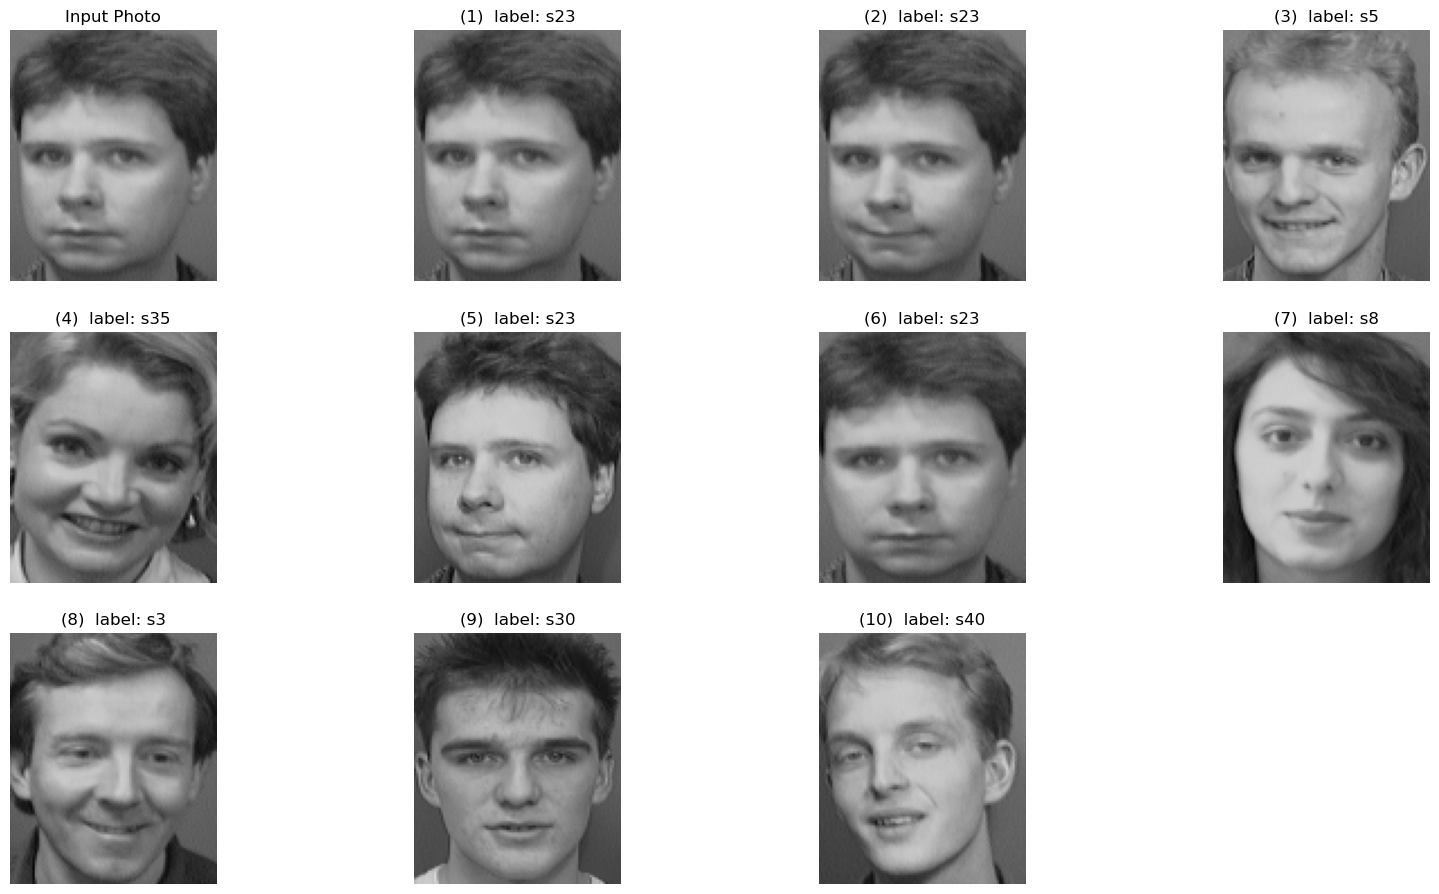 Input Photo
(1)  label: s23
(2)  label: s23
(3)  label: s5
(4)  label: s35
(5)  label: s23
(6)  label: s23
(7)  label: s8
(8)  label: s3
(9)  label: s30
(10)  label: s40